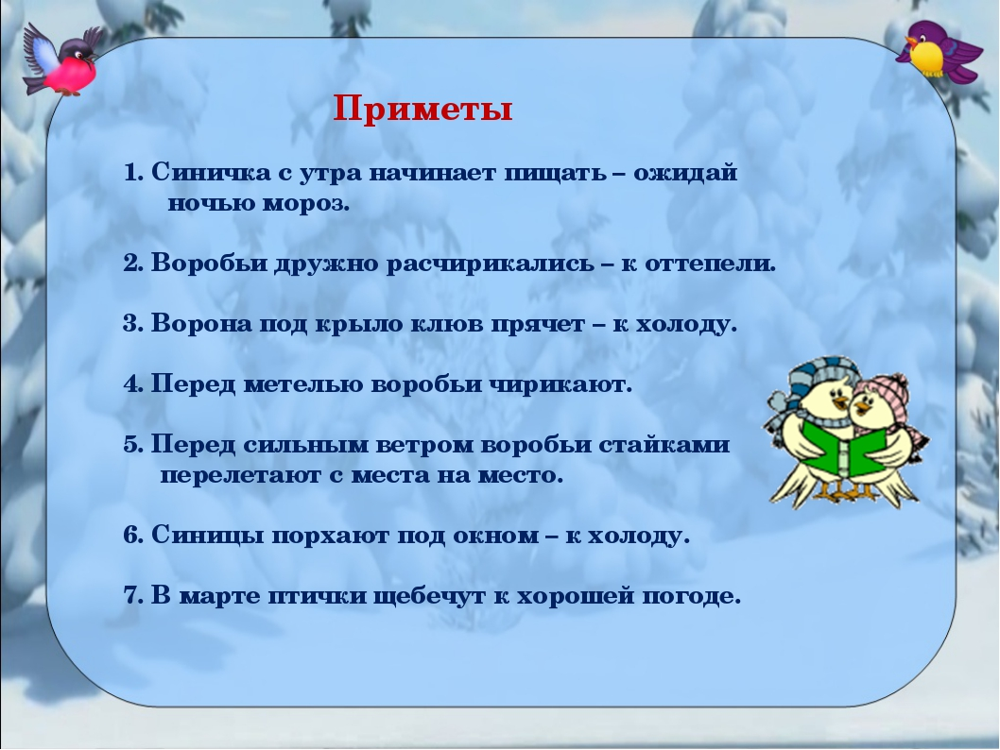 Приметы
1. Синичка с утра начинает пищать – ожидай
ночью мороз.
2. Воробьи дружно расчирикались – к оттепели.
3. Ворона под крыло клюв прячет – к холоду.
4. Перед метелью воробьи чирикают.
5. Перед сильным ветром воробьи стайками
перелетают с места на место.
6. Синицы порхают под окном – к холоду.
7. В марте птички щебечут к хорошей погоде.